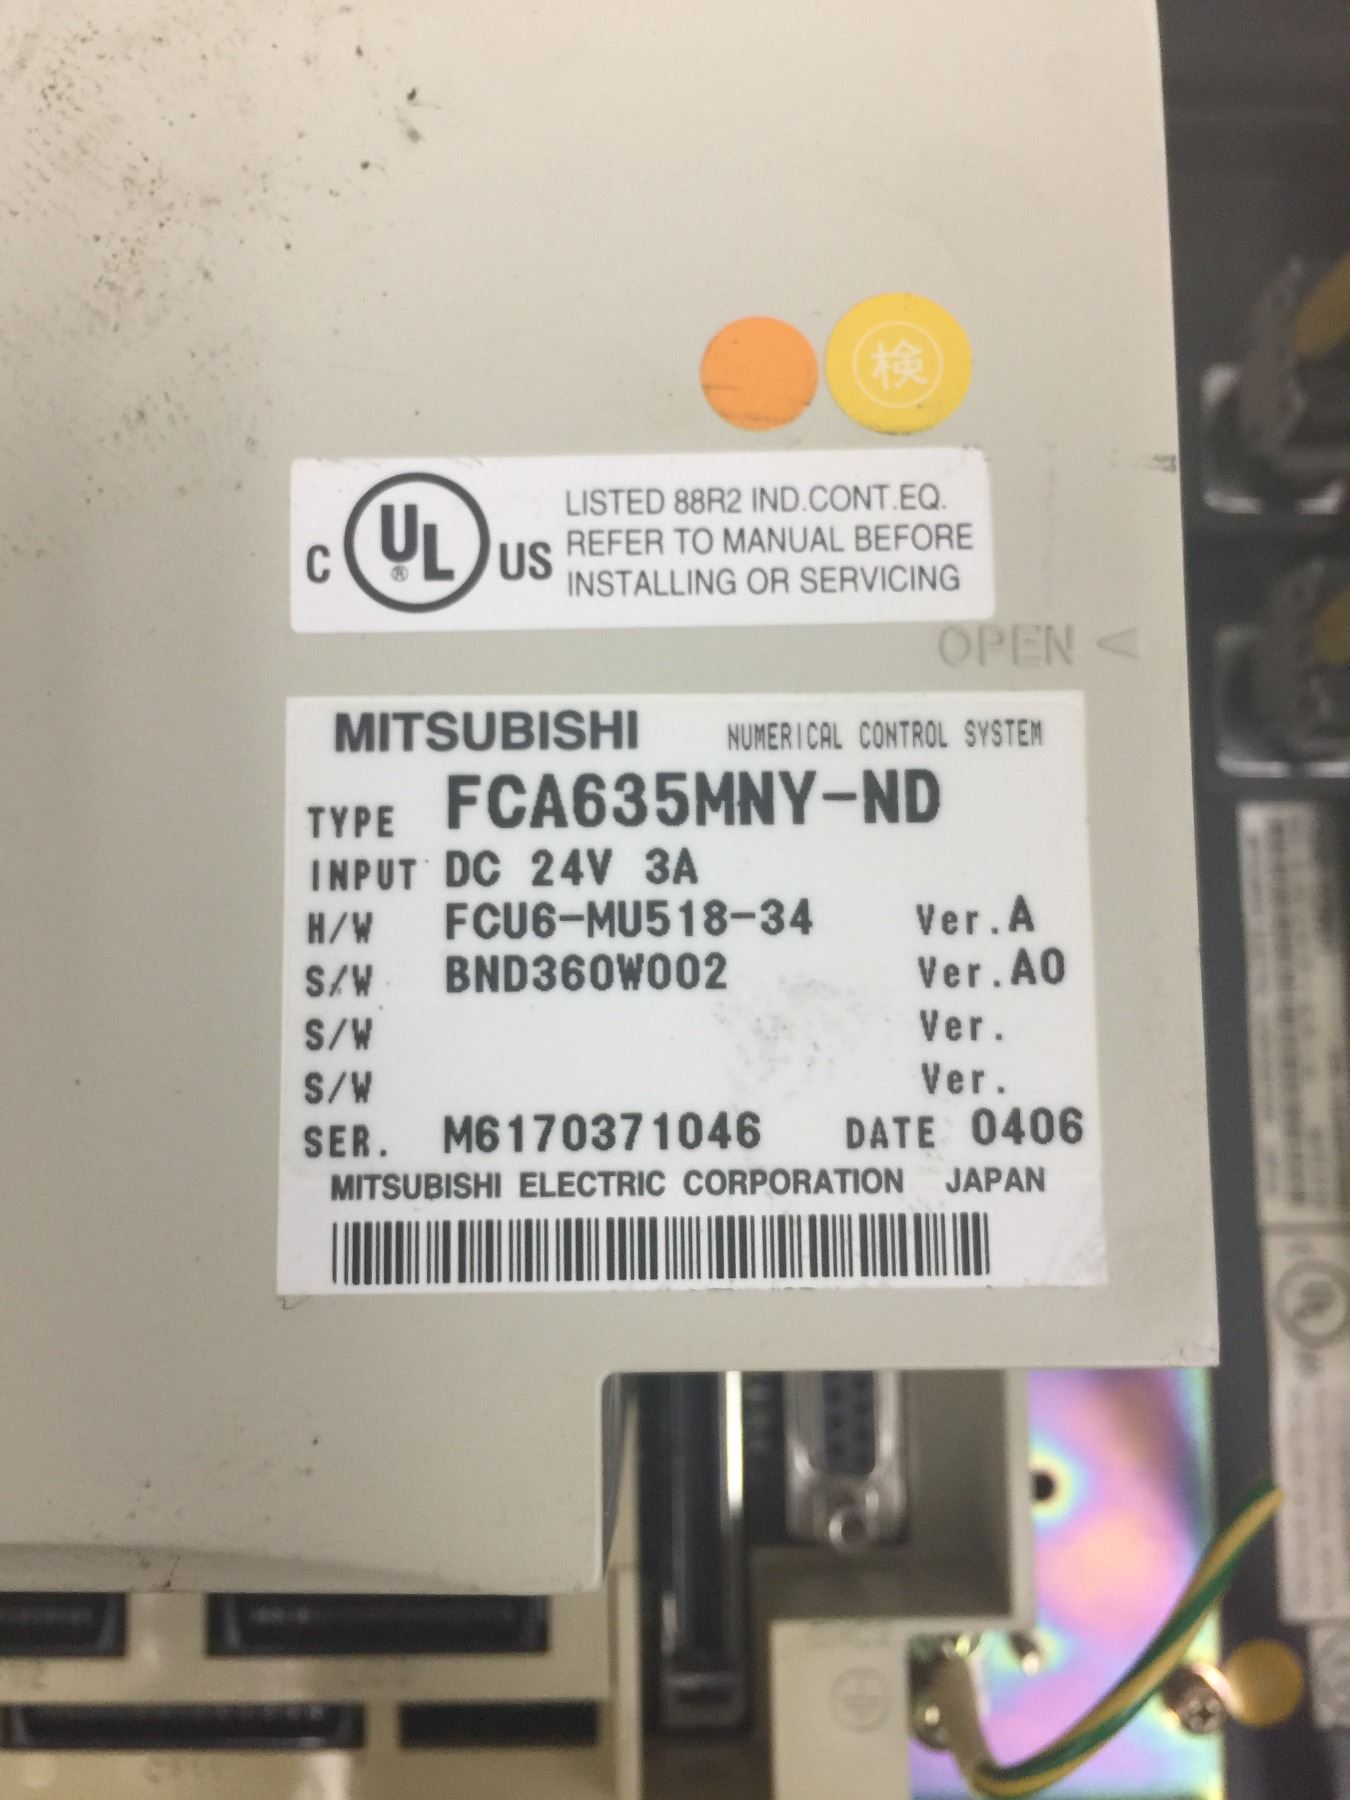 検
C UL ® US
LISTED 88R2 IND.CONT.EQ.
REFER TO MANUAL BEFORE
INSTALLING OR SERVICING
OPEN <
MITSUBISHI NUMERICAL CONTROL SYSTEM
TYPE FCA635MNY-ND
INPUT DC 24V 3A
H/W FCU6-MU518-34 Ver.A
S/W BND360W002 Ver.A0
S/W Ver.
S/W Ver.
SER. M6170371046 DATE 0406
MITSUBISHI ELECTRIC CORPORATION JAPAN